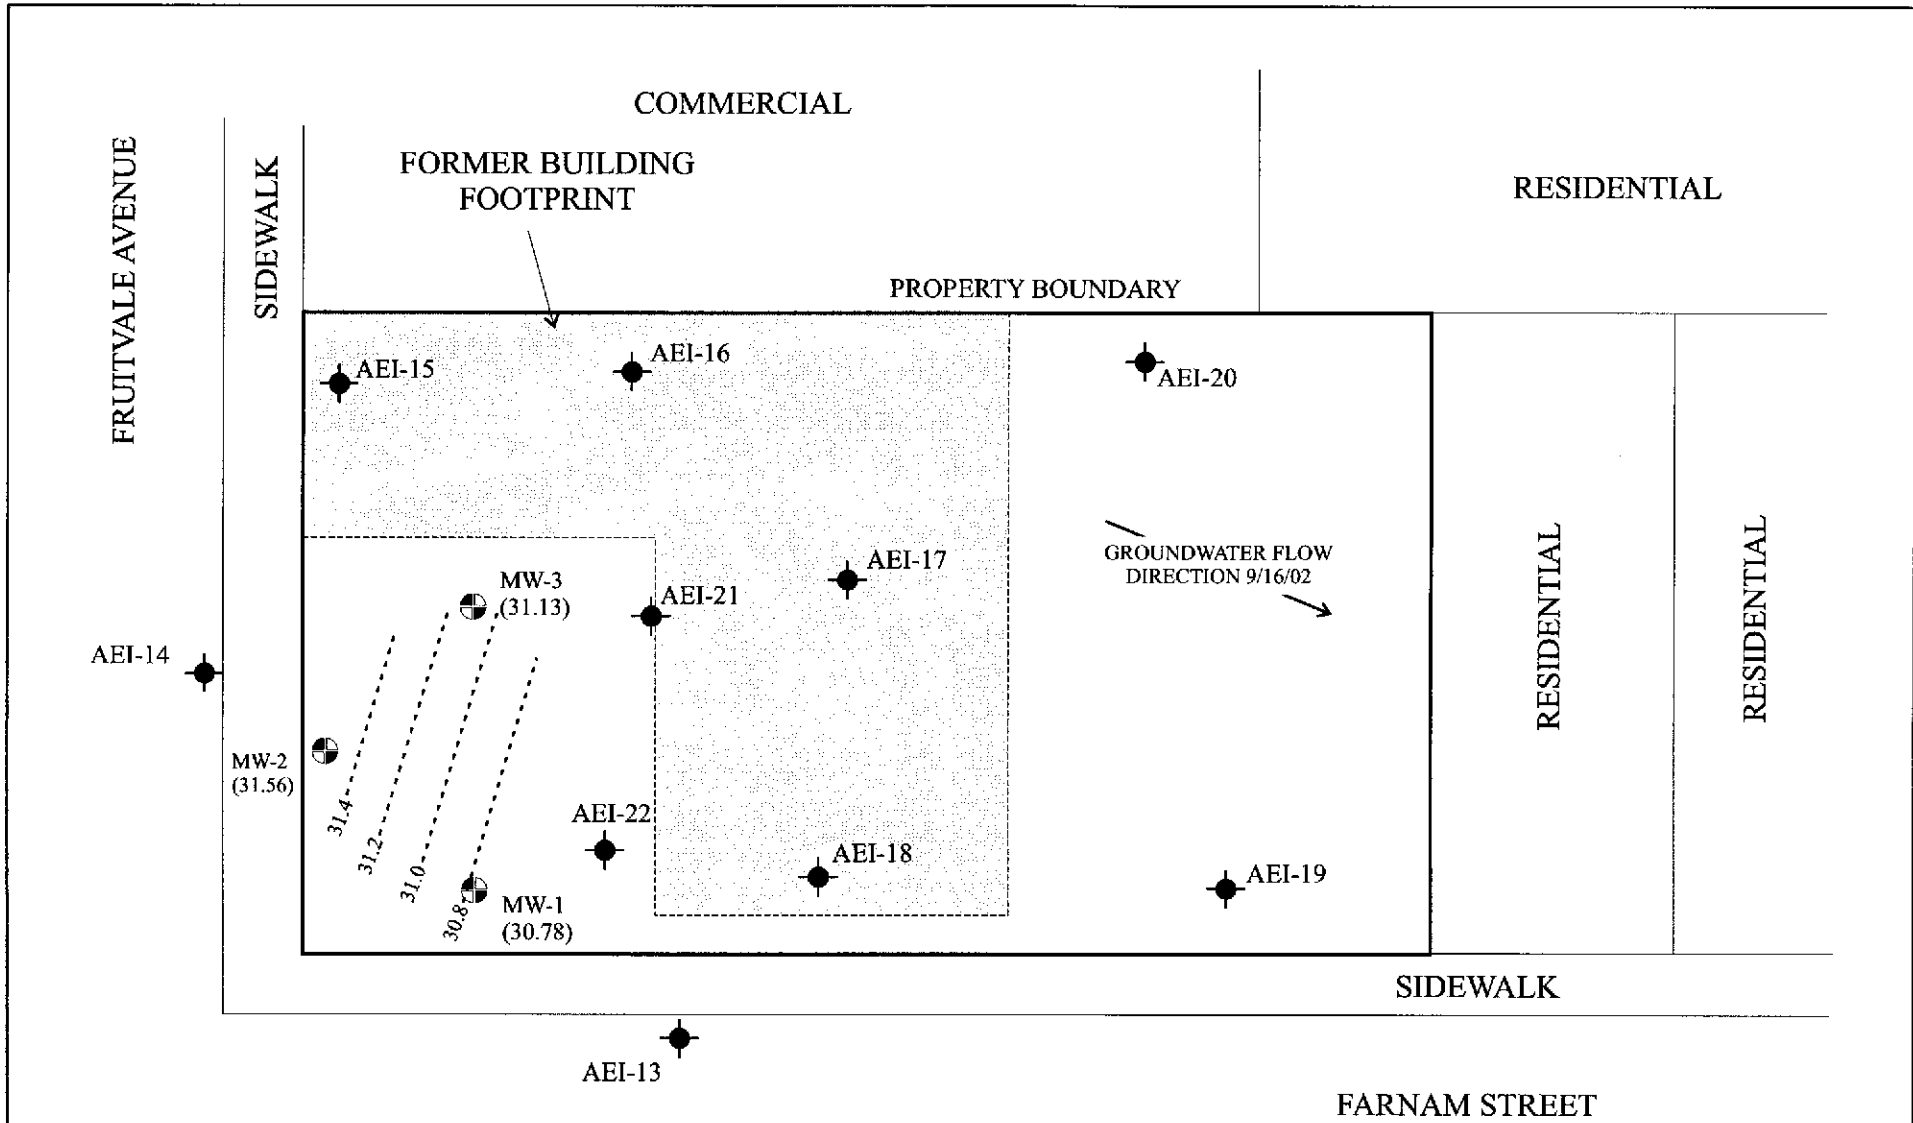 COMMERCIAL
FORMER BUILDING
FOOTPRINT
RESIDENTIAL
FRUITVALE AVENUE
SIDEWALK
PROPERTY BOUNDARY
AEI-15
AEI-16
AEI-20
AEI-17
GROUNDWATER FLOW
DIRECTION 9/16/02
MW-3
(31.13)
AEI-21
AEI-14
MW-2
(31.56)
31.4
31.2
31.0
30.8
AEI-22
MW-1
(30.78)
AEI-18
AEI-19
RESIDENTIAL
RESIDENTIAL
SIDEWALK
AEI-13
FARNAM STREET